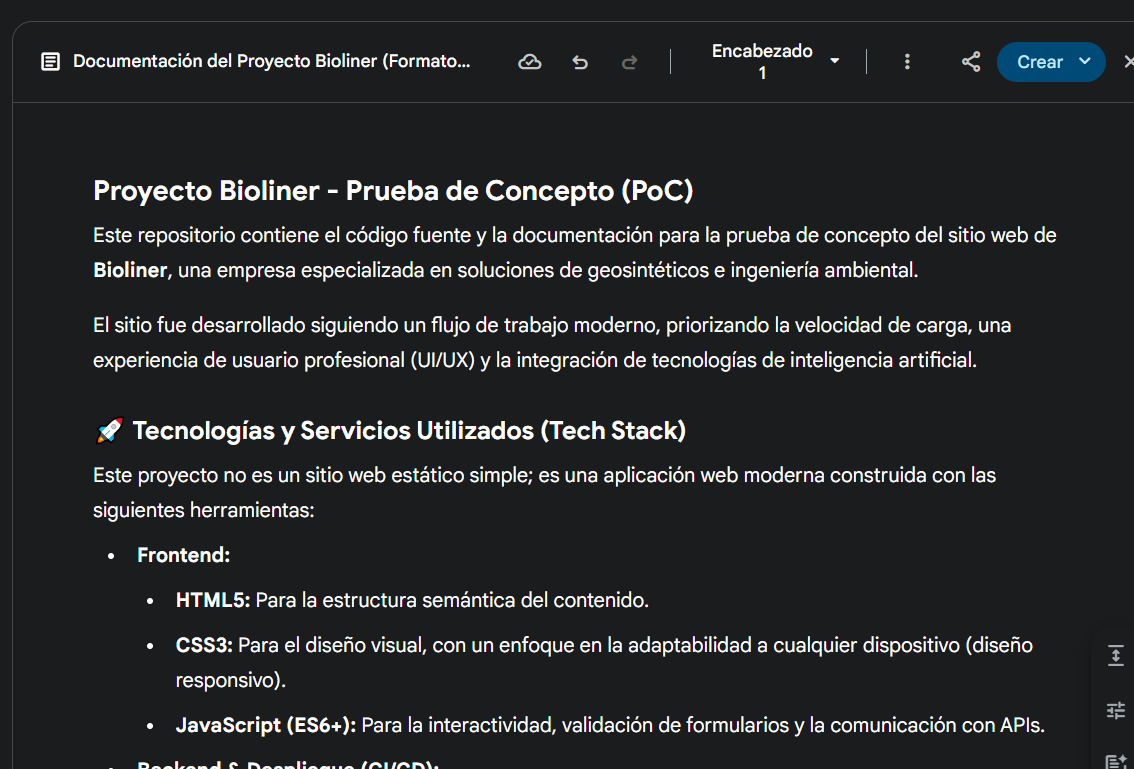 Documentación del Proyecto Bioliner (Formato...
Encabezado
1
Crear
Proyecto Bioliner - Prueba de Concepto (PoC)
Este repositorio contiene el código fuente y la documentación para la prueba de concepto del sitio web de
Bioliner, una empresa especializada en soluciones de geosintéticos e ingeniería ambiental.
El sitio fue desarrollado siguiendo un flujo de trabajo moderno, priorizando la velocidad de carga, una
experiencia de usuario profesional (UI/UX) y la integración de tecnologías de inteligencia artificial.
🚀 Tecnologías y Servicios Utilizados (Tech Stack)
Este proyecto no es un sitio web estático simple; es una aplicación web moderna construida con las
siguientes herramientas:
• Frontend:
• HTML5: Para la estructura semántica del contenido.
• CSS3: Para el diseño visual, con un enfoque en la adaptabilidad a cualquier dispositivo (diseño
responsivo).
• JavaScript (ES6+): Para la interactividad, validación de formularios y la comunicación con APIs.
• Backend & Despliegue (CI/CD):